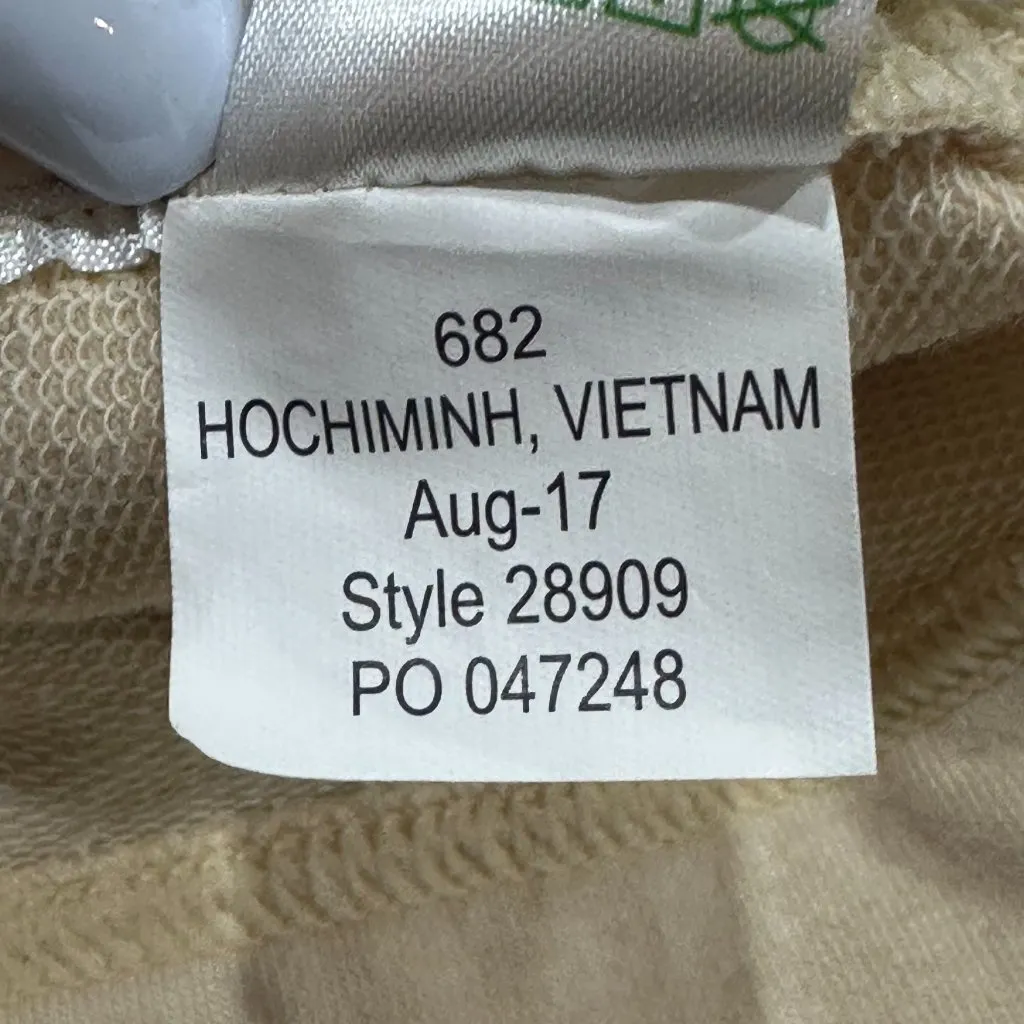 682
HOCHIMINH, VIETNAM
Aug-17
Style 28909
PO 047248